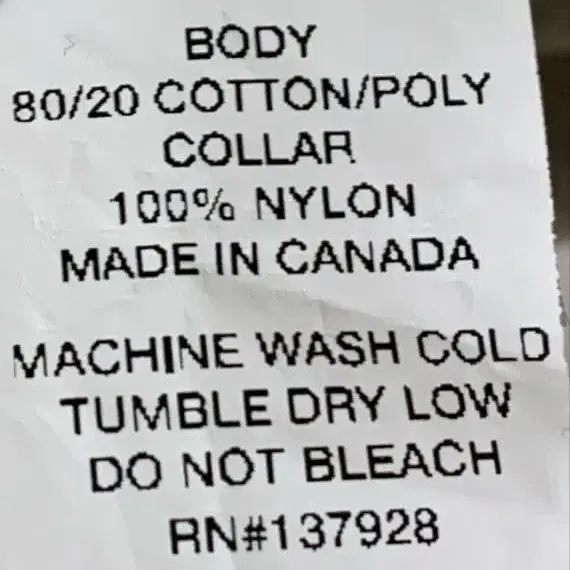 BODY
80/20 COTTON/POLY
COLLAR
100% NYLON
MADE IN CANADA
MACHINE WASH COLD
TUMBLE DRY LOW
DO NOT BLEACH
RN#137928